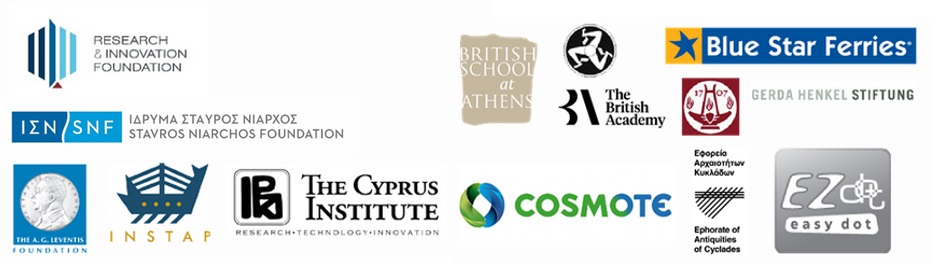 RESEARCH
& INNOVATION
FOUNDATION
BRITISH
SCHOOL
at
ATHENS
Blue Star Ferries
The
British
Academy
BA
1707
GERDA HENKEL STIFTUNG
ΙΣΝ/SNF
ΙΔΡΥΜΑ ΣΤΑΥΡΟΣ ΝΙΑΡΧΟΣ
STAVROS NIARCHOS FOUNDATION
THE A. G. LEVENTIS
FOUNDATION
INSTAP
THE CYPRUS
INSTITUTE
RESEARCH•TECHNOLOGY•INNOVATION
COSMOTE
Εφορεία
Αρχαιοτήτων
Κυκλάδων
Ephorate of
Antiquities
of Cyclades
EZ dot
easy dot